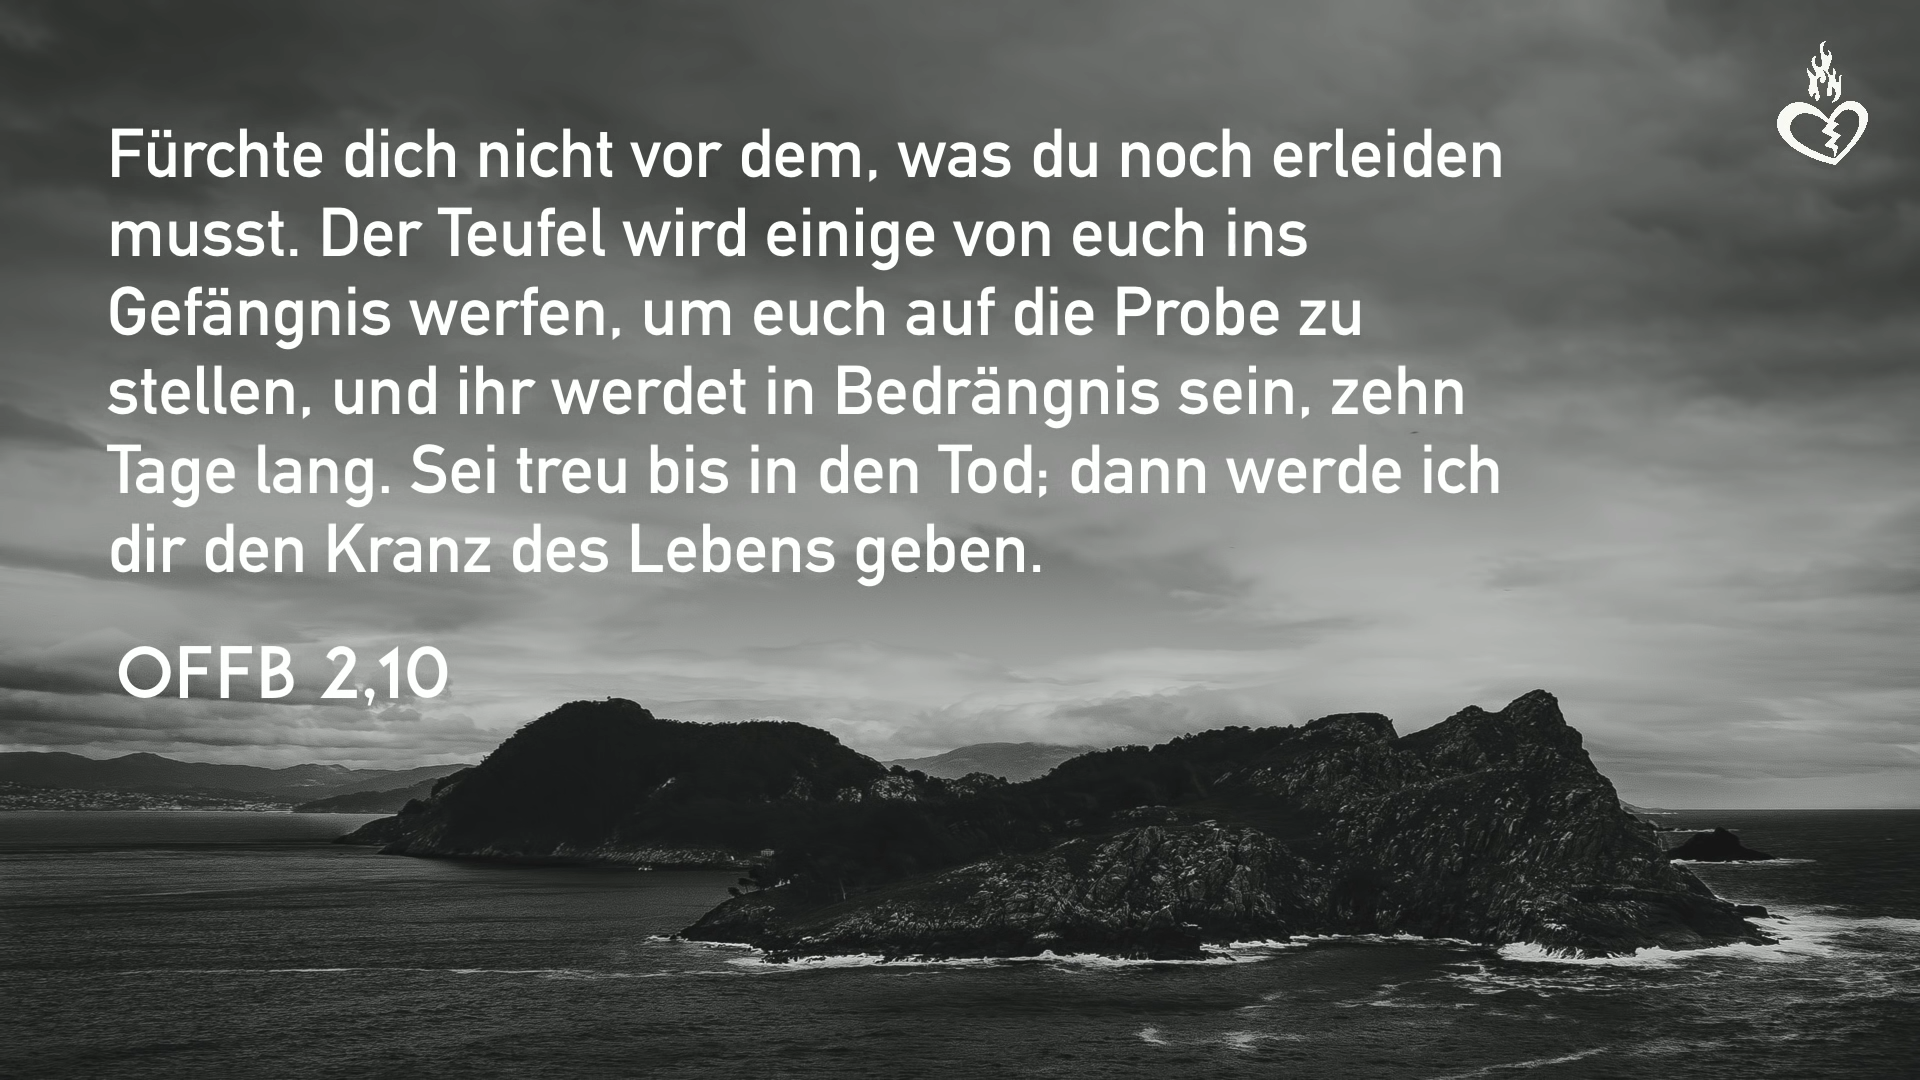 Fürchte dich nicht vor dem, was du noch erleiden
musst. Der Teufel wird einige von euch ins
Gefängnis werfen, um euch auf die Probe zu
stellen, und ihr werdet in Bedrängnis sein, zehn
Tage lang. Sei treu bis in den Tod; dann werde ich
dir den Kranz des Lebens geben.
OFFB 2,10